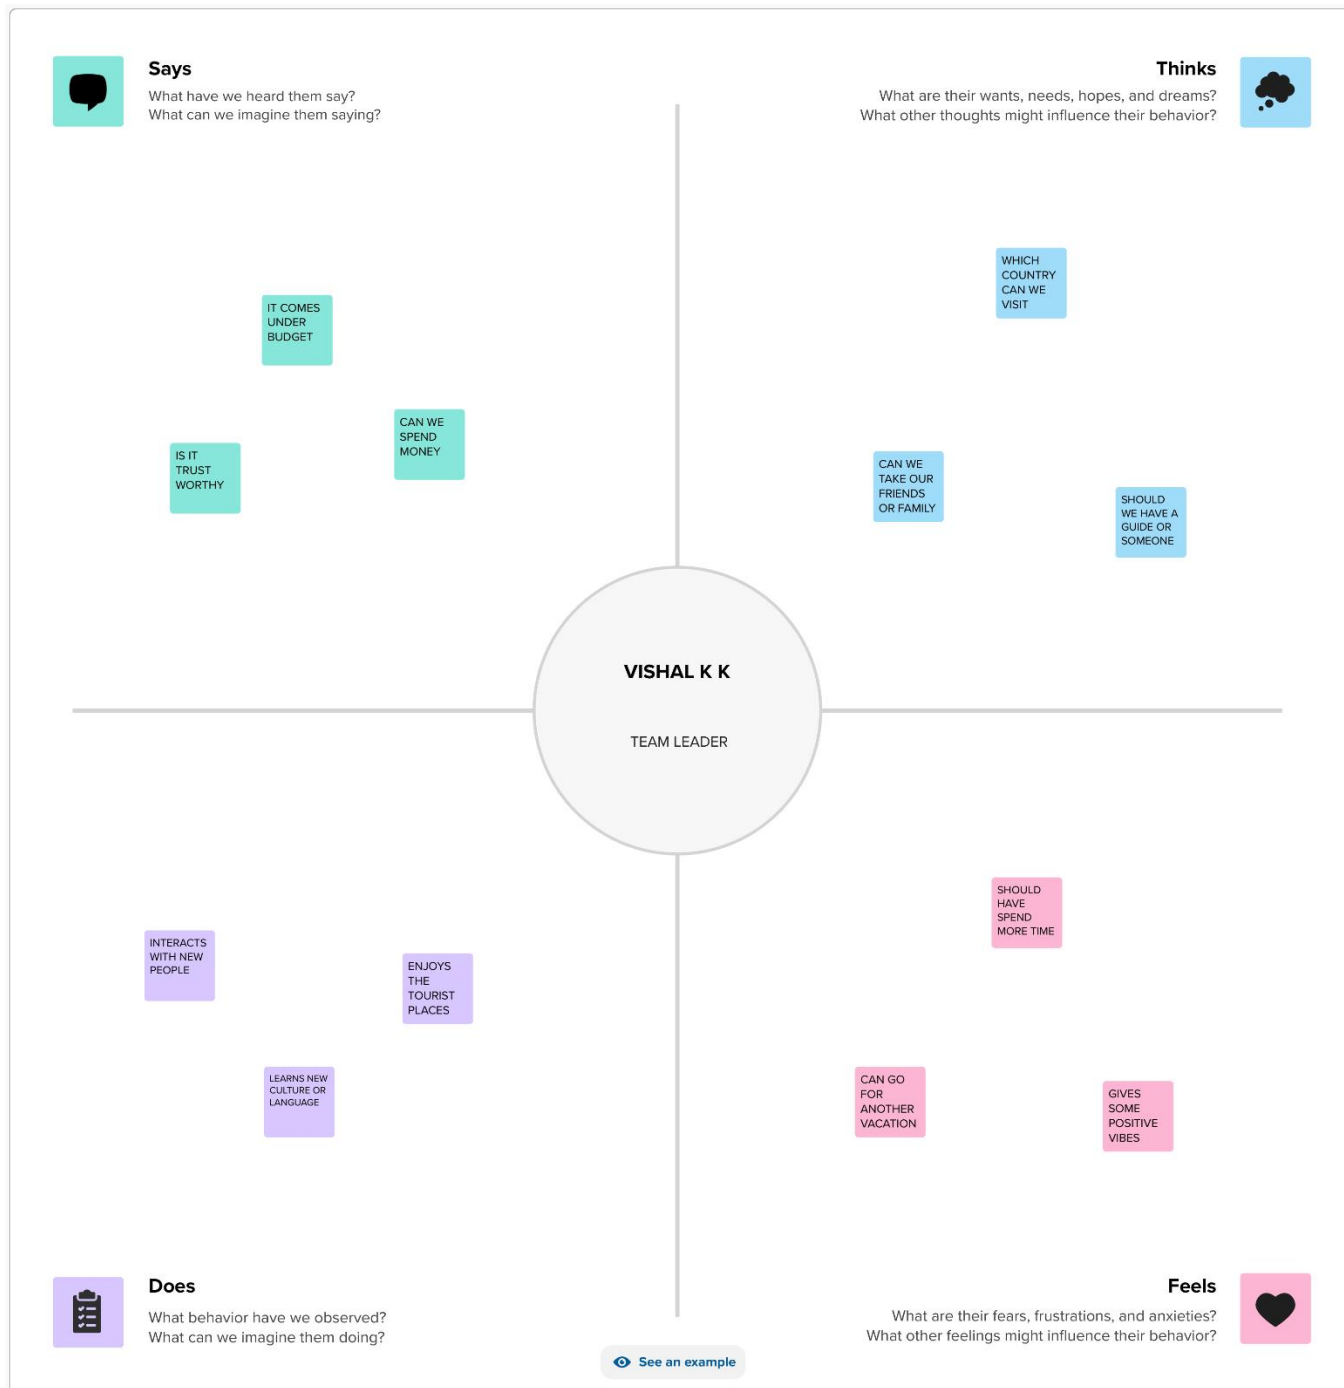 Says
What have we heard them say?
What can we imagine them saying?
Thinks
What are their wants, needs, hopes, and dreams?
What other thoughts might influence their behavior?
IT COMES
UNDER
BUDGET
CAN WE
SPEND
MONEY
IS IT
TRUST
WORTHY
WHICH
COUNTRY
CAN WE
VISIT
CAN WE
TAKE OUR
FRIENDS
OR FAMILY
SHOULD
WE HAVE A
GUIDE OR
SOMEONE
VISHAL K K
TEAM LEADER
INTERACTS
WITH NEW
PEOPLE
ENJOYS
THE
TOURIST
PLACES
LEARNS NEW
CULTURE OR
LANGUAGE
SHOULD
HAVE
SPEND
MORE TIME
CAN GO
FOR
ANOTHER
VACATION
GIVES
SOME
POSITIVE
VIBES
Does
What behavior have we observed?
What can we imagine them doing?
Feels
What are their fears, frustrations, and anxieties?
What other feelings might influence their behavior?
See an example